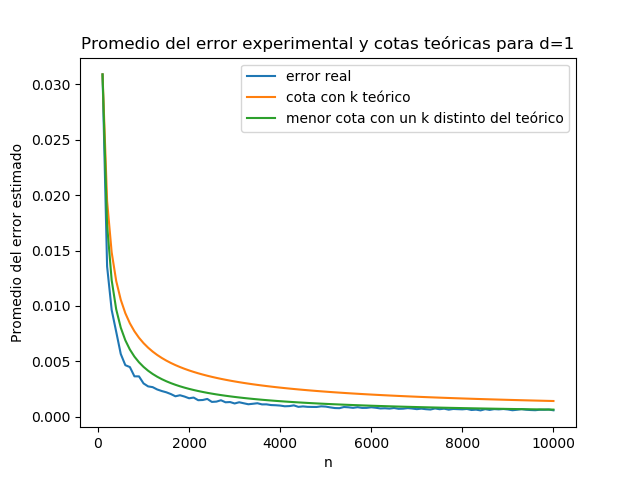 Promedio del error experimental y cotas teóricas para d=1
error real
cota con k teórico
menor cota con un k distinto del teórico
Promedio del error estimado
0.030
0.025
0.020
0.015
0.010
0.005
0.000
0 2000 4000 6000 8000 10000
n